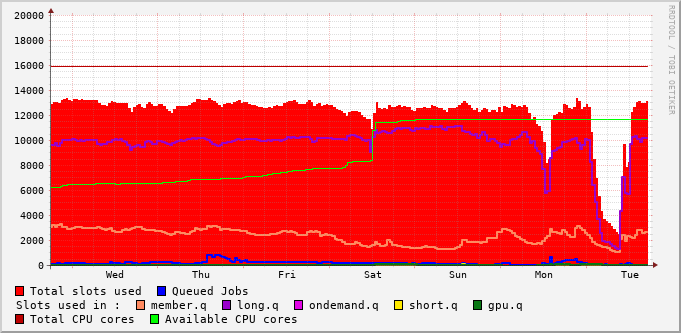 RRDTOOL / TOBI OETIKER
20000
18000
16000
14000
12000
10000
8000
6000
4000
2000
0
Wed Thu Fri Sat Sun Mon Tue
Total slots used Queued Jobs
Slots used in : member.q long.q ondemand.q short.q gpu.q
Total CPU cores Available CPU cores